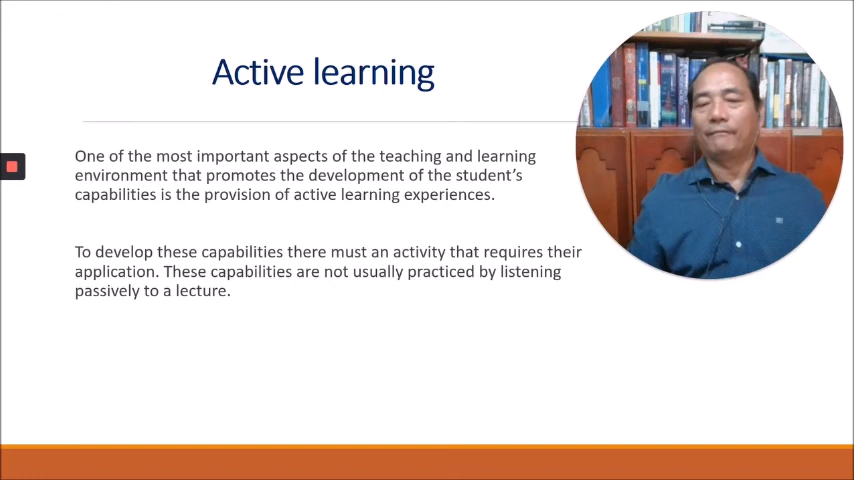 Active learning
One of the most important aspects of the teaching and learning
environment that promotes the development of the student's
capabilities is the provision of active learning experiences.
To develop these capabilities there must an activity that requires their
application. These capabilities are not usually practiced by listening
passively to a lecture.